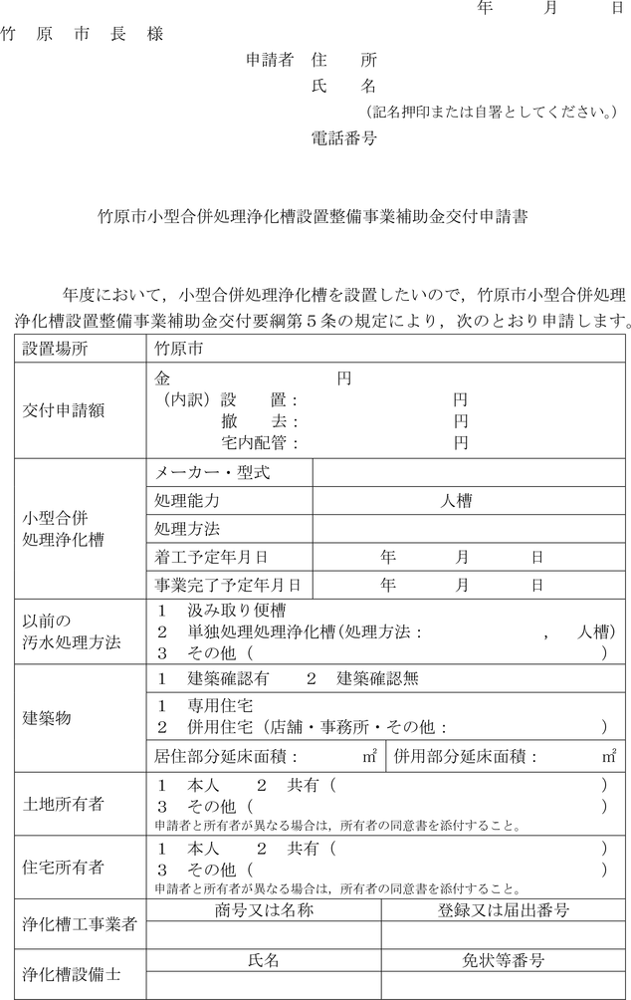 年　　　月　　　日
竹　原　市　長　様
申請者　住　　所
氏　　名
（記名押印または自署としてください。）
電話番号
竹原市小型合併処理浄化槽設置整備事業補助金交付申請書
年度において，小型合併処理浄化槽を設置したいので，竹原市小型合併処理
浄化槽設置整備事業補助金交付要綱第５条の規定により，次のとおり申請します。
設置場所　竹原市
交付申請額
金　　　　　　　　　　円
（内訳）設　　置：　　　　　　　　　円
撤　　去：　　　　　　　　　円
宅内配管：　　　　　　　　　円
小型合併
処理浄化槽
メーカー・型式
処理能力　　　　　　人槽
処理方法
着工予定年月日　　　年　　　月　　　日
事業完了予定年月日　　　年　　　月　　　日
以前の
汚水処理方法
１　汲み取り便槽
２　単独処理処理浄化槽（処理方法：　　　　　　　，　人槽）
３　その他（　　　　　　　　　　　　　　　　　　　　）
建築物
１　建築確認有　　２　建築確認無
１　専用住宅
２　併用住宅（店舗・事務所・その他：　　　　　　　　　）
居住部分延床面積：　　　　㎡　併用部分延床面積：　　　　㎡
土地所有者
１　本人　　２　共有（　　　　　　　　　　　　　　　　）
３　その他（　　　　　　　　　　　　　　　　　　　　　）
申請者と所有者が異なる場合は，所有者の同意書を添付すること。
住宅所有者
１　本人　　２　共有（　　　　　　　　　　　　　　　　）
３　その他（　　　　　　　　　　　　　　　　　　　　　）
申請者と所有者が異なる場合は，所有者の同意書を添付すること。
浄化槽工事業者
商号又は名称　　　登録又は届出番号
浄化槽設備士
氏名　　　免状等番号